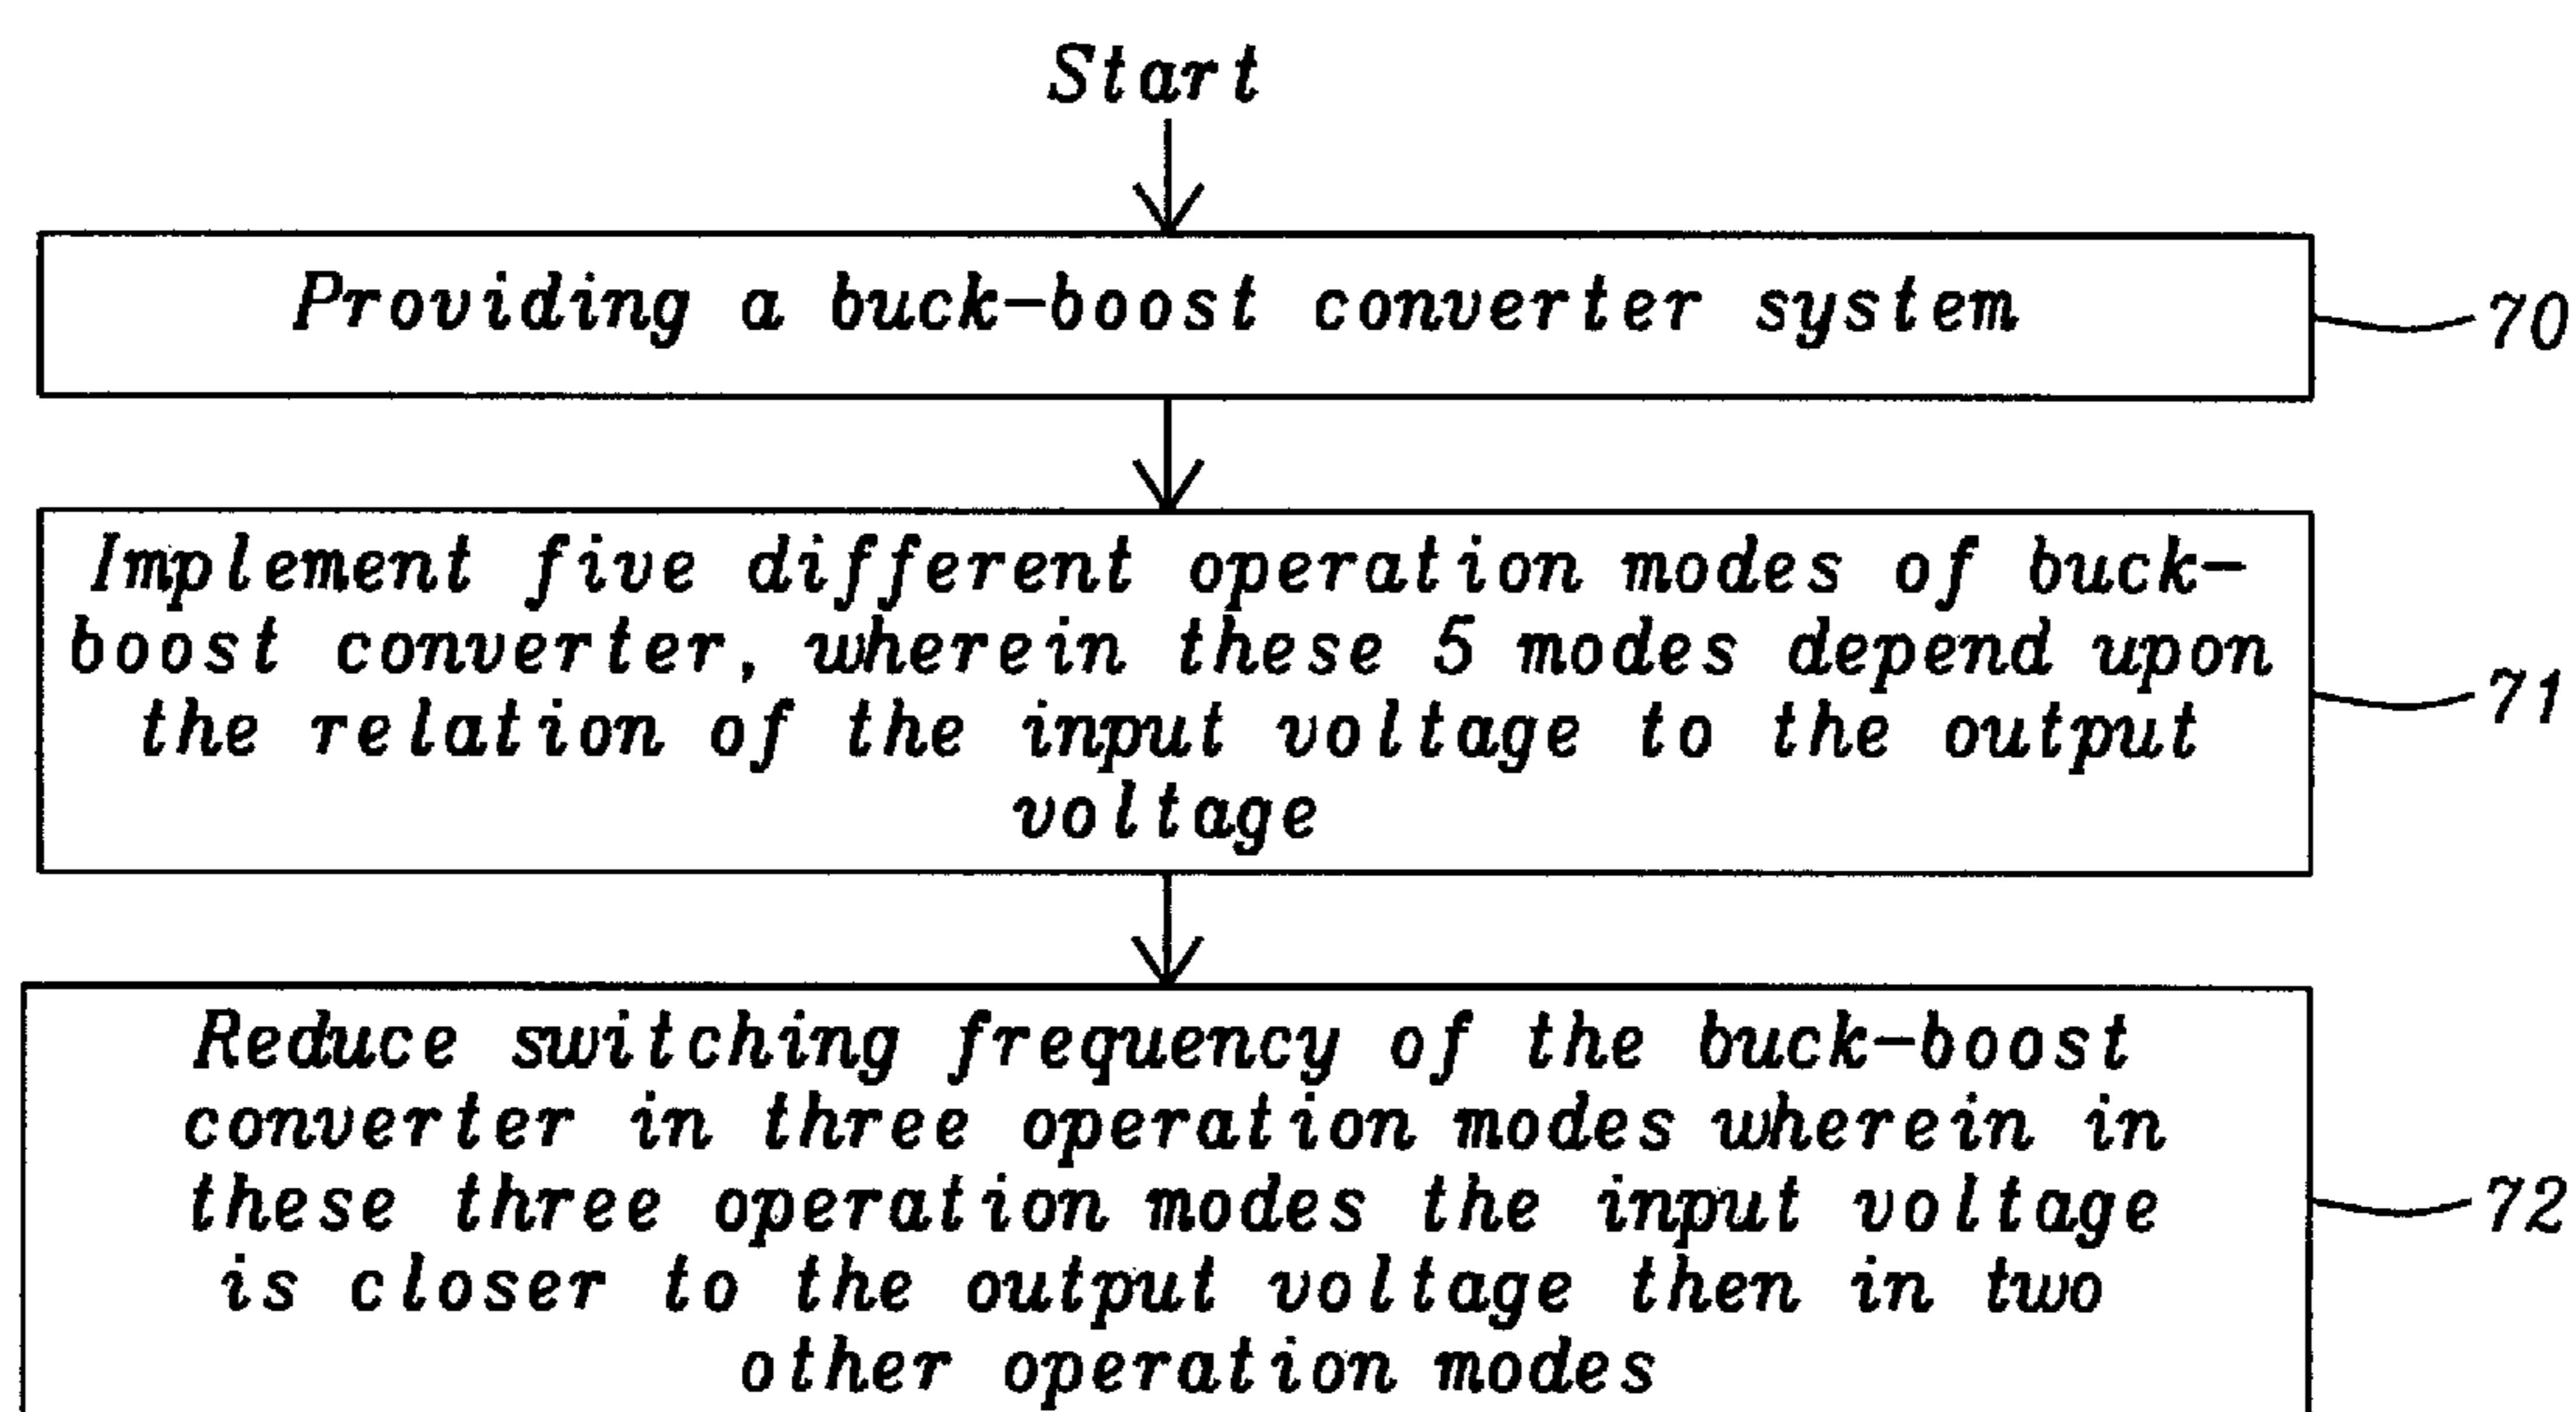 Start
Providing a buck-boost converter system
70
Implement five different operation modes of buck-
boost converter, wherein these 5 modes depend upon
the relation of the input voltage to the output
voltage
71
Reduce switching frequency of the buck-boost
converter in three operation modes wherein in
these three operation modes the input voltage
is closer to the output voltage then in two
other operation modes
72